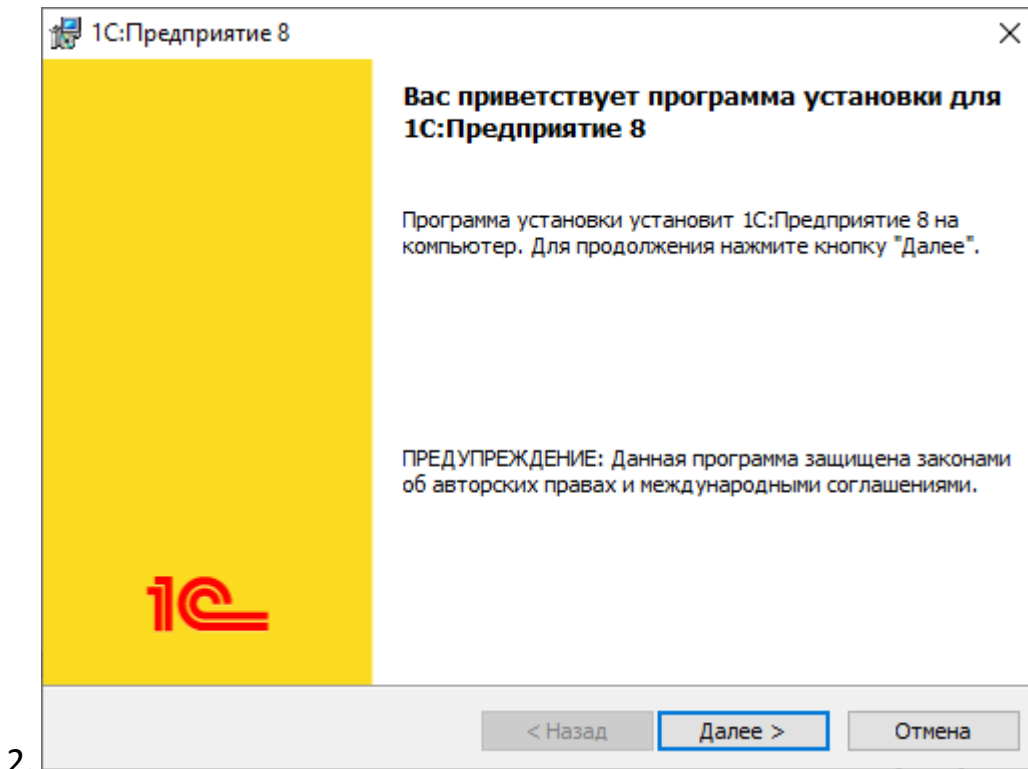 1С:Предприятие 8
Вас приветствует программа установки для
1С:Предприятие 8
Программа установки установит 1С:Предприятие 8 на
компьютер. Для продолжения нажмите кнопку "Далее".
ПРЕДУПРЕЖДЕНИЕ: Данная программа защищена законами
об авторских правах и международными соглашениями.
1С
< Назад Далее > Отмена
2.